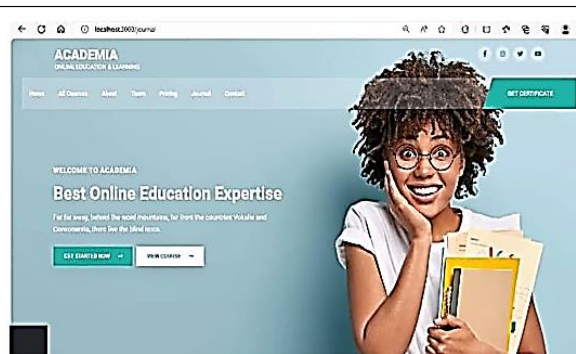 localhost:3000/journal
ACADEMIA
ONLINE EDUCATION & LEARNING
Home All Courses About Team Pricing Journal Contact
GET CERTIFICATE
WELCOME TO ACADEMIA
Best Online Education Expertise
Far far away, behind the word mountains, far from the countries Vokalia and
Consonantia, there live the blind texts.
GET STARTED NOW → VIEW COURSE →